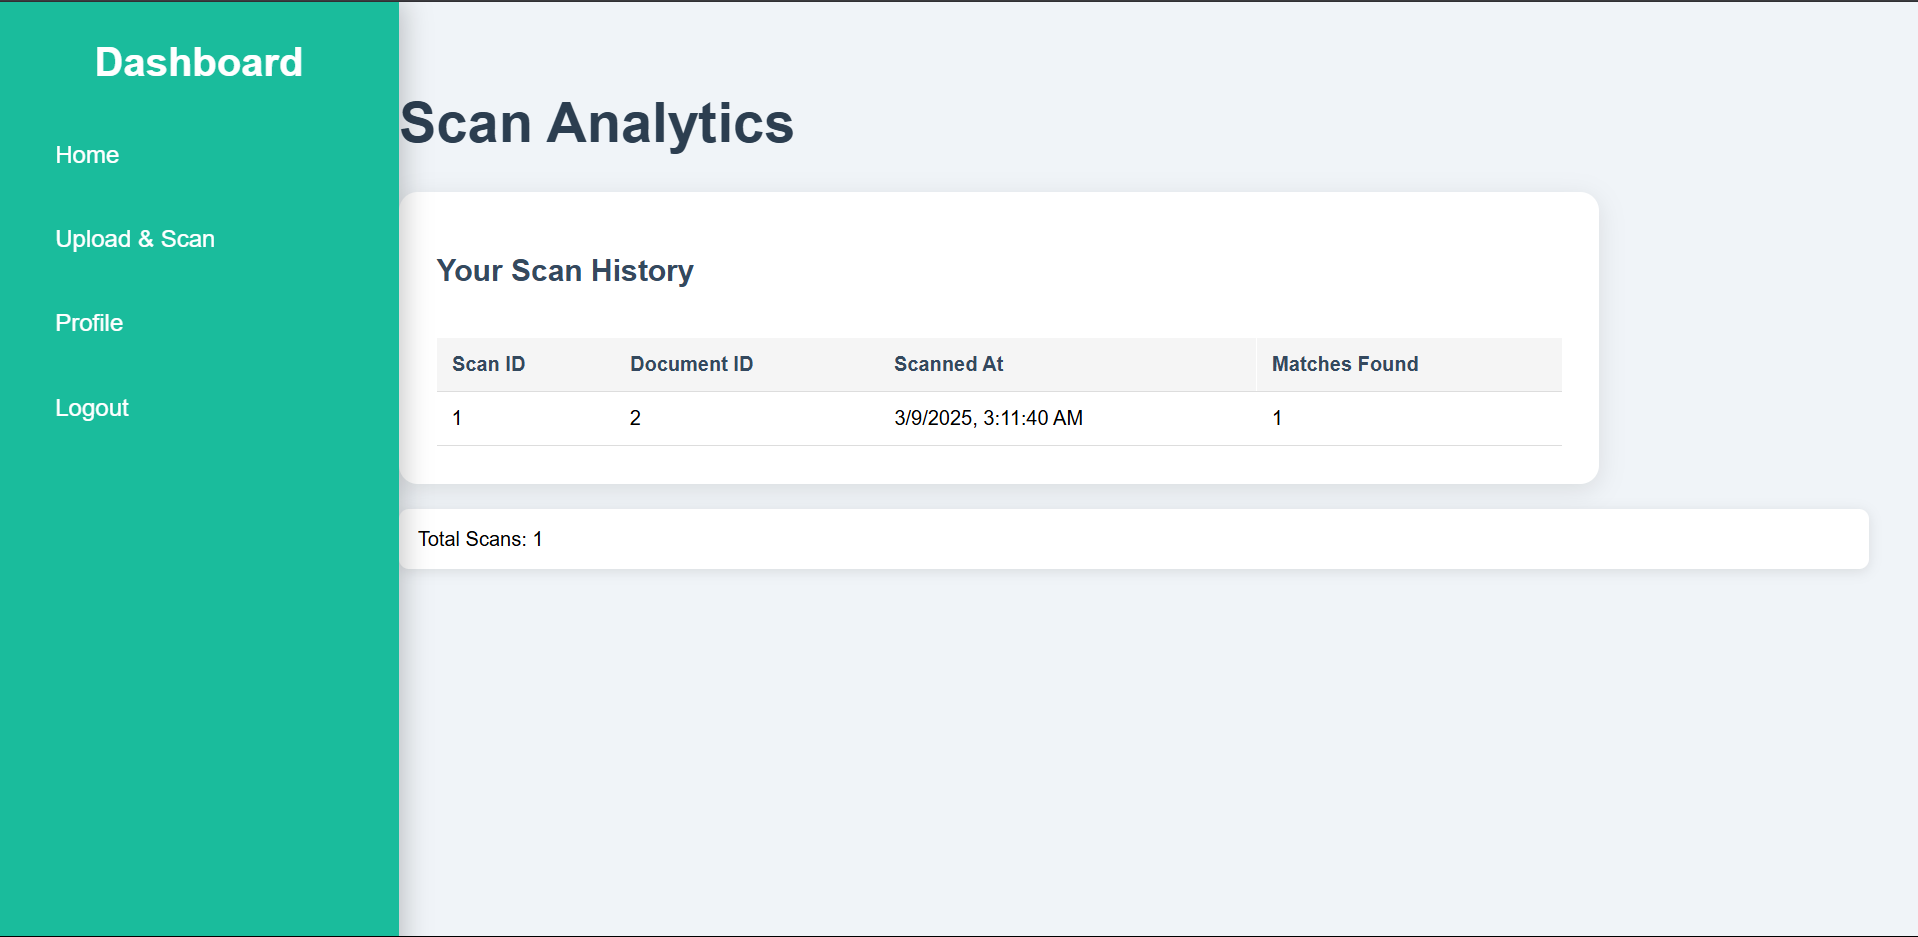 Dashboard
Home
Upload & Scan
Profile
Logout
Scan Analytics
Your Scan History
Scan ID Document ID Scanned At Matches Found
1 2 3/9/2025, 3:11:40 AM 1
Total Scans: 1